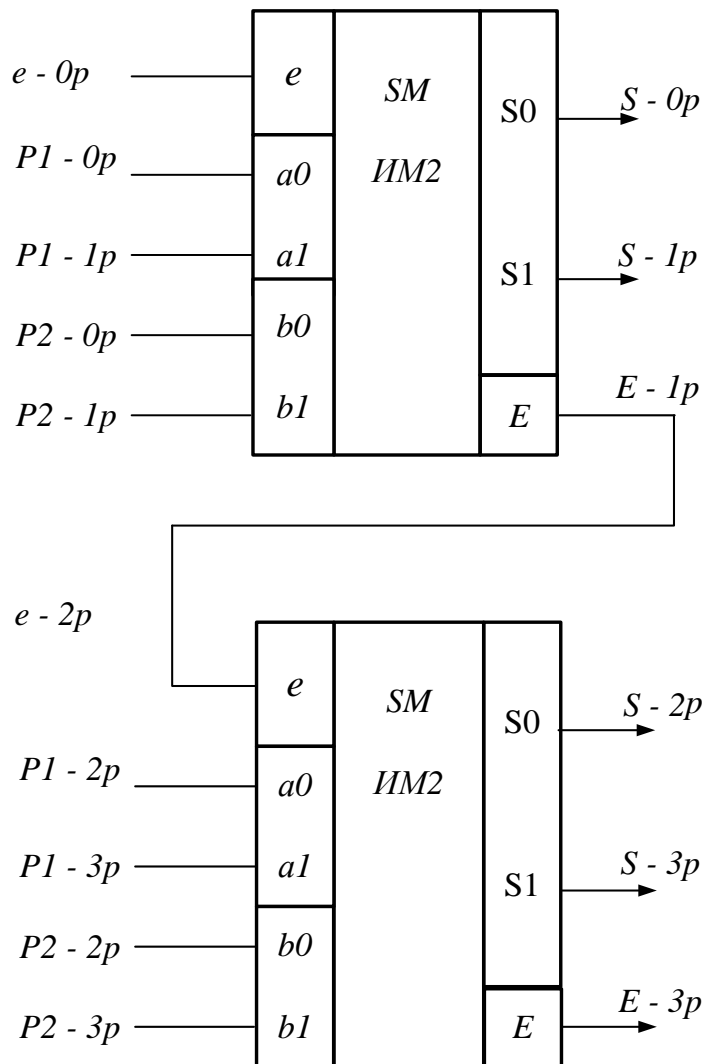 e - 0p
e
SM
S0
S - 0p
P1 - 0p
a0
ИМ2
P1 - 1p
a1
S1
S - 1p
P2 - 0p
b0
P2 - 1p
b1
E
E - 1p
e - 2p
e
SM
S0
S - 2p
P1 - 2p
a0
ИМ2
P1 - 3p
a1
S1
S - 3p
P2 - 2p
b0
P2 - 3p
b1
E
E - 3p